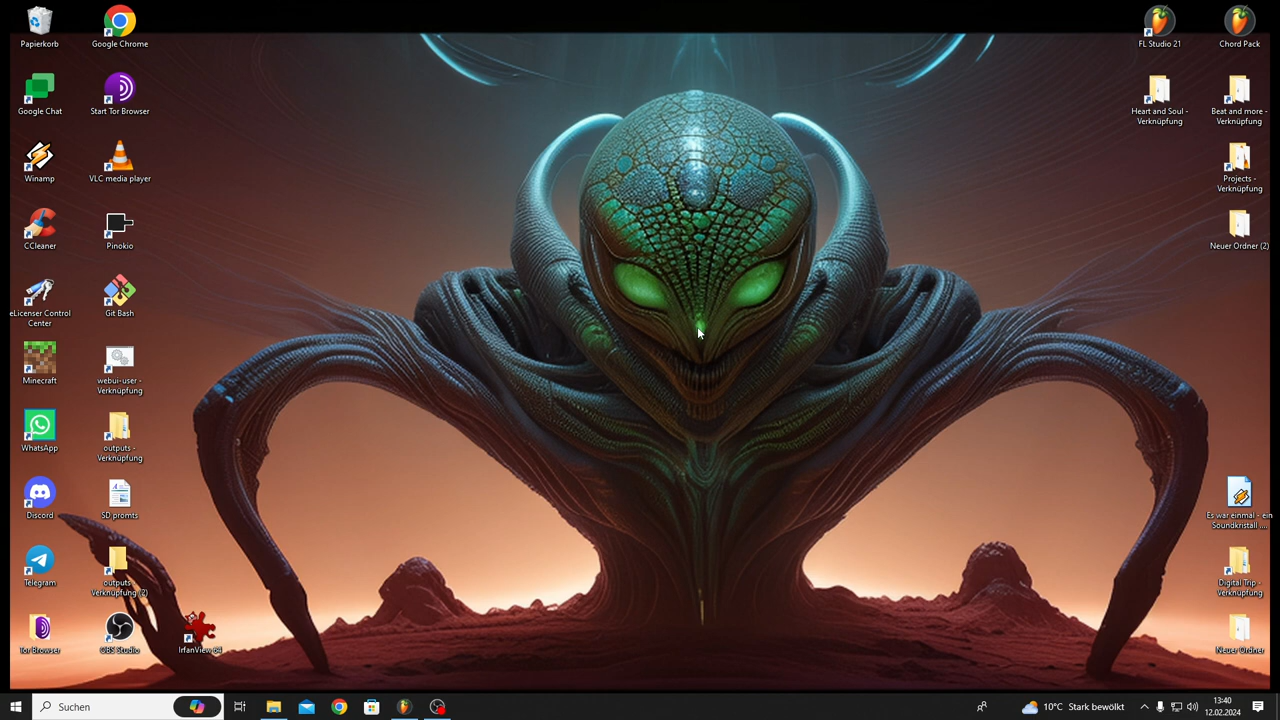 Papierkorb
Google Chrome
Google Chat
Start Tor Browser
Winamp
VLC media player
CCleaner
Pinokio
eLicenser Control
Center
Git Bash
Minecraft
webui-user -
Verknüpfung
WhatsApp
outputs -
Verknüpfung
Discord
SD promts
Telegram
outputs -
Verknüpfung (2)
Tor Browser
OBS Studio
IrfanView 64
FL Studio 21
Chord Pack
Heart and Soul -
Verknüpfung
Beat and more -
Verknüpfung
Projects -
Verknüpfung
Neuer Ordner (2)
Es war einmal - ein
Soundkristall ....
Digital Trip -
Verknüpfung
Neuer Ordner
Suchen
10°C Stark bewölkt
13:40
12.02.2024